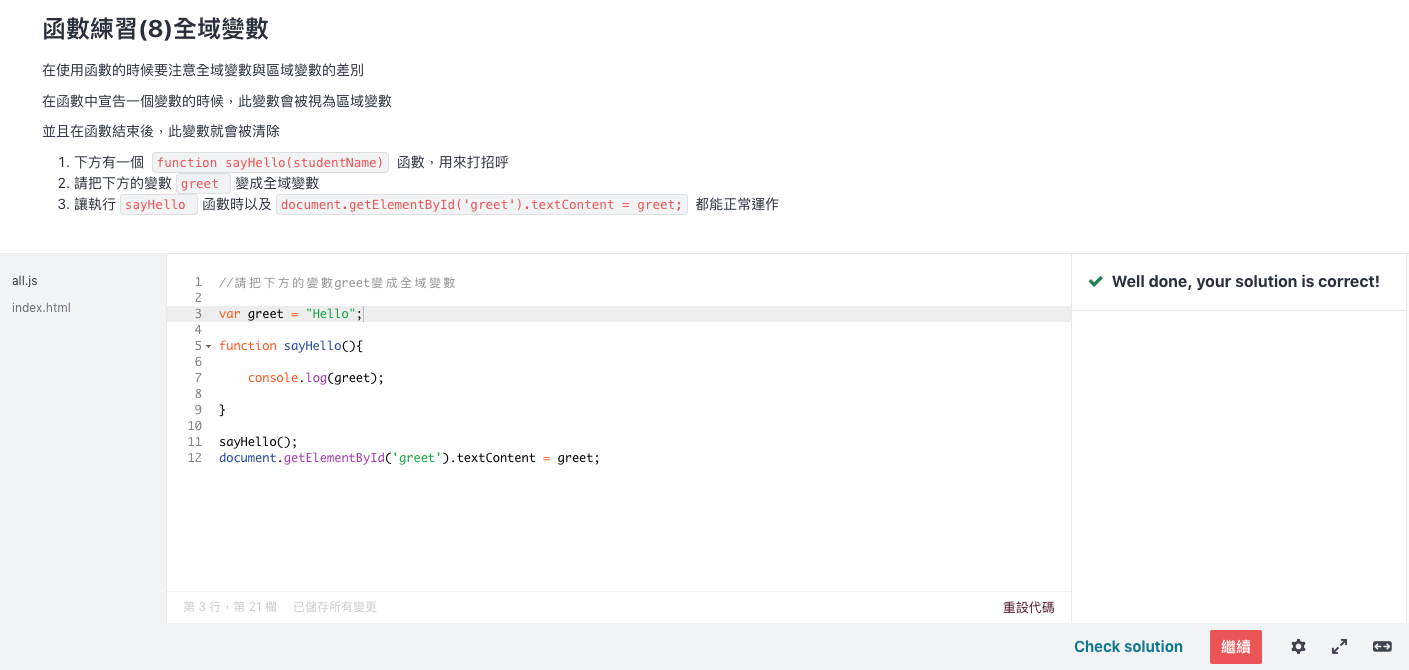 函數練習(8)全域變數
在使用函數的時候要注意全域變數與區域變數的差別
在函數中宣告一個變數的時候，此變數會被視為區域變數
並且在函數結束後，此變數就會被清除
1. 下方有一個 function sayHello(studentName) 函數，用來打招呼
2. 請把下方的變數 greet 變成全域變數
3. 讓執行 sayHello 函數時以及 document.getElementById('greet').textContent = greet; 都能正常運作
all.js
index.html
1 //請把下方的變數greet變成全域變數
2
3 var greet = "Hello";
4
5 function sayHello(){
6
7 console.log(greet);
8
9 }
10
11 sayHello();
12 document.getElementById('greet').textContent = greet;
Well done, your solution is correct!
第 3 行，第 21 欄 已儲存所有變更
重設代碼
Check solution
繼續